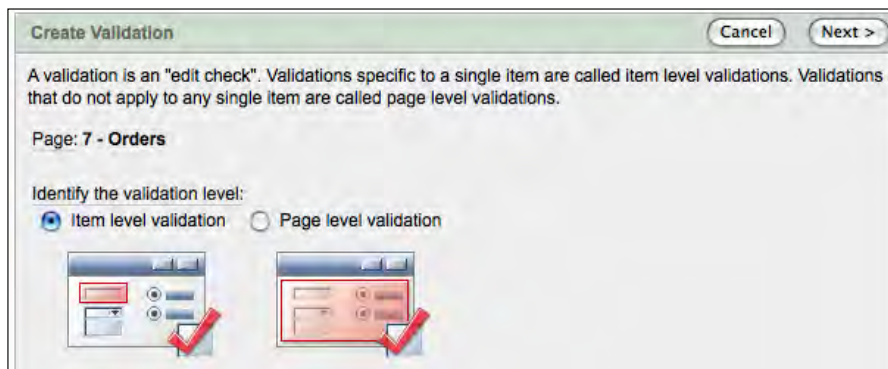 Create Validation
Cancel
Next >
A validation is an "edit check". Validations specific to a single item are called item level validations. Validations
that do not apply to any single item are called page level validations.
Page: 7 - Orders
Identify the validation level:
Item level validation
Page level validation